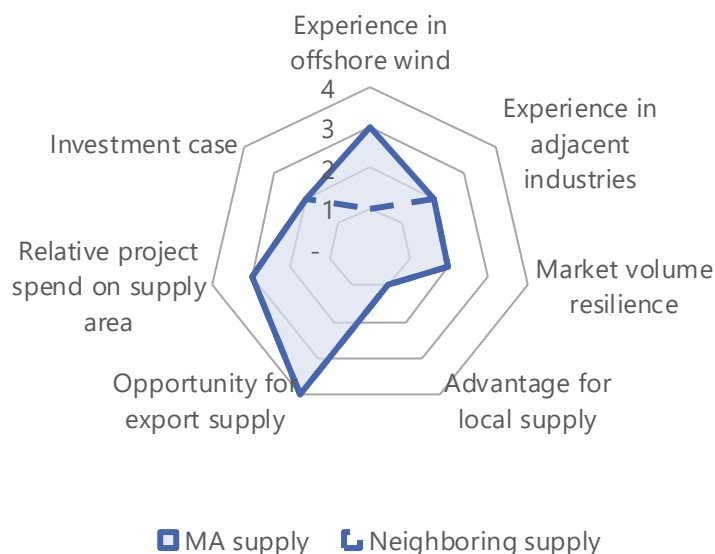 Experience in
offshore wind
4
3
2
1
-
Experience in
adjacent
industries
Investment case
Relative project
spend on supply
area
Market volume
resilience
Opportunity for
export supply
Advantage for
local supply
MA supply
Neighboring supply